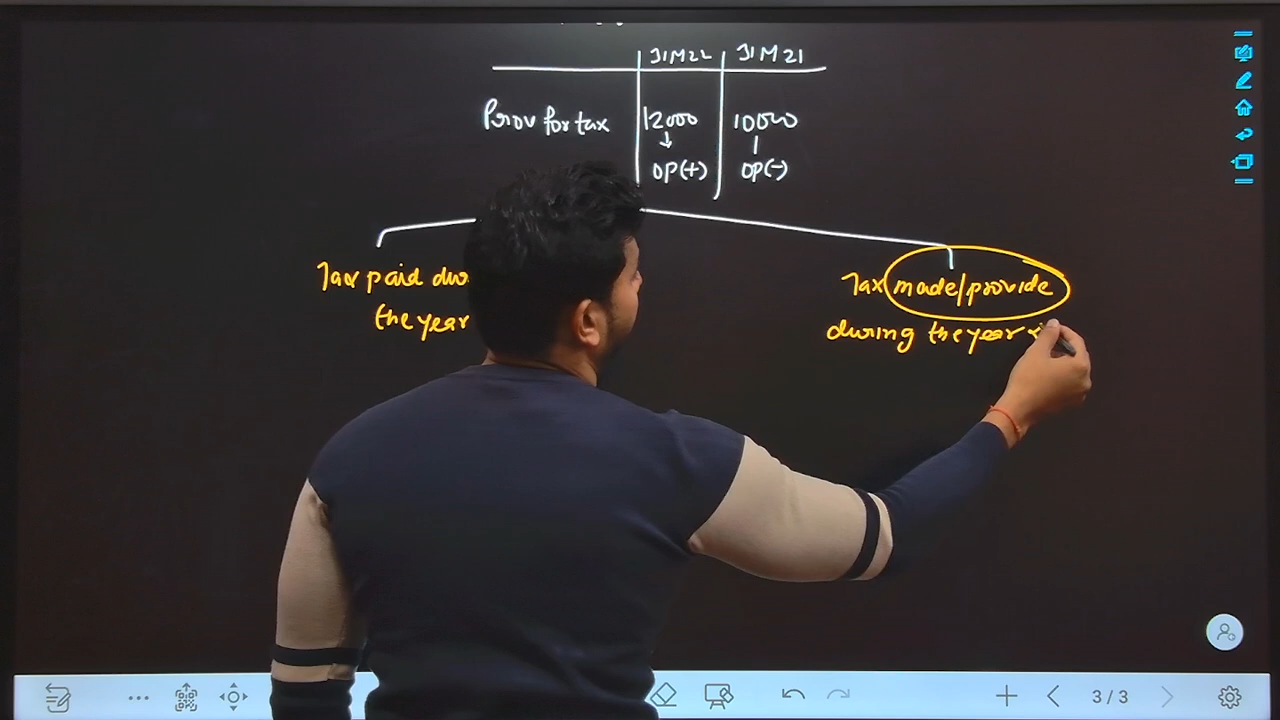 31M22 31M21
Prov for tax 12000 10000
OP(+) OP(-)
Tax paid
the year
Tax made/provide
during the year
3/3